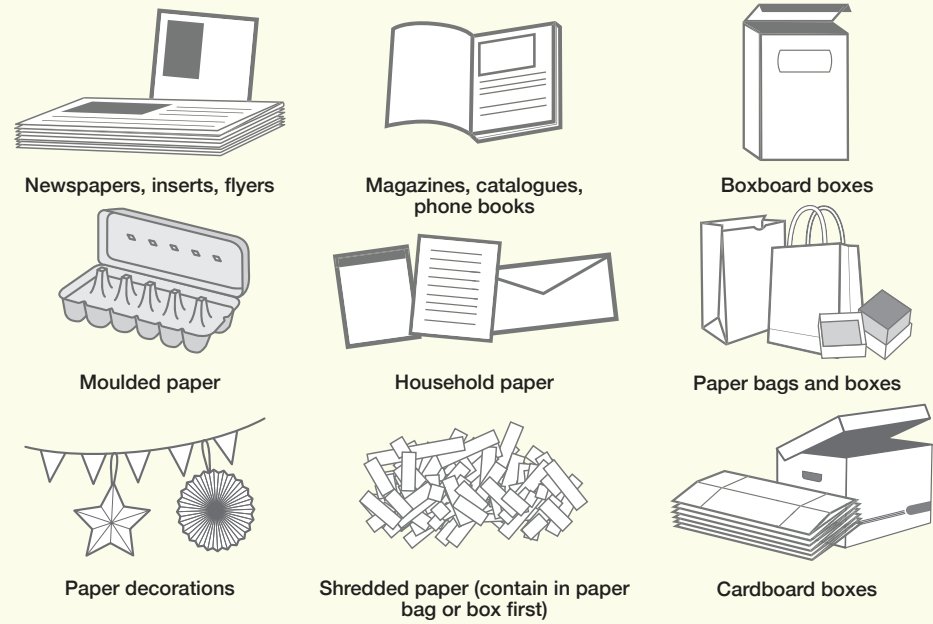 Newspapers, inserts, flyers
Magazines, catalogues,
phone books
Boxboard boxes
Moulded paper
Household paper
Paper bags and boxes
Paper decorations
Shredded paper (contain in paper
bag or box first)
Cardboard boxes